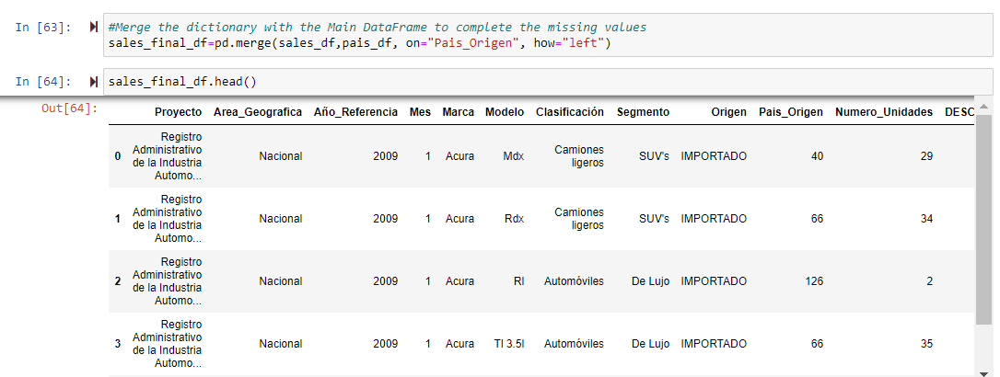 In [63]: #Merge the dictionary with the Main DataFrame to complete the missing values
sales_final_df=pd.merge(sales_df,pais_df, on="Pais_Origen", how="left")
In [64]: sales_final_df.head()
Out[64]:
Proyecto Area_Geografica Año_Referencia Mes Marca Modelo Clasificación Segmento Origen Pais_Origen Numero_Unidades DESC
0 Registro Administrativo de la Industria Automo... Nacional 2009 1 Acura Mdx Camiones ligeros SUV's IMPORTADO 40 29
1 Registro Administrativo de la Industria Automo... Nacional 2009 1 Acura Rdx Camiones ligeros SUV's IMPORTADO 66 34
2 Registro Administrativo de la Industria Automo... Nacional 2009 1 Acura Rl Automóviles De Lujo IMPORTADO 126 2
3 Registro Administrativo de la Industria Automo... Nacional 2009 1 Acura Tl 3.5l Automóviles De Lujo IMPORTADO 66 35